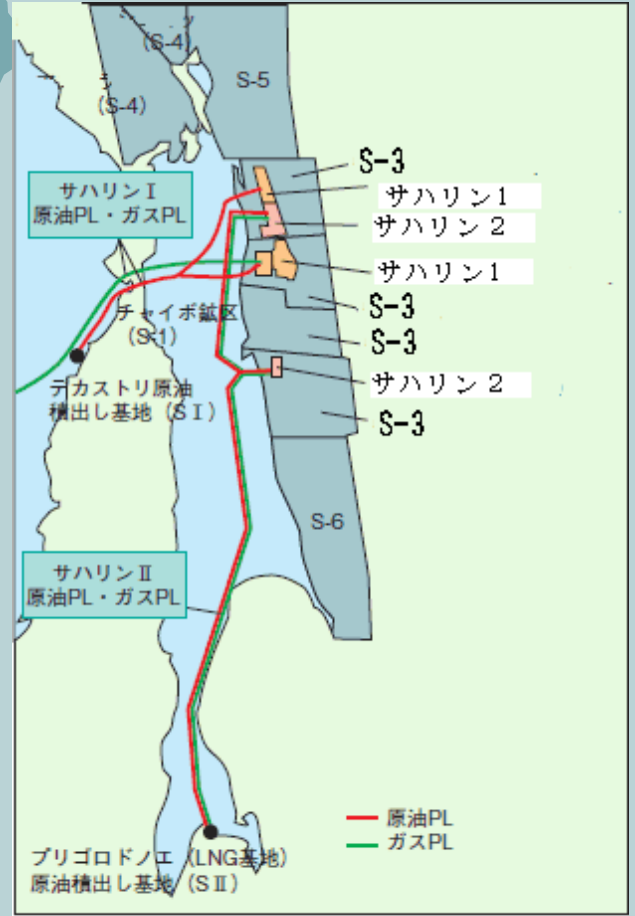 (S-4)
S-5
(S-4)
S-3
サハリンⅠ
原油PL・ガスPL
サハリン1
サハリン 2
サハリン1
S-3
チャイボ鉱区
(S-1)
S-3
デカストリ原油
積出し基地（SⅠ）
サハリン 2
S-3
S-6
サハリンⅡ
原油PL・ガスPL
原油PL
ガスPL
プリゴロドノエ（LNG基地）
原油積出し基地（SⅡ）